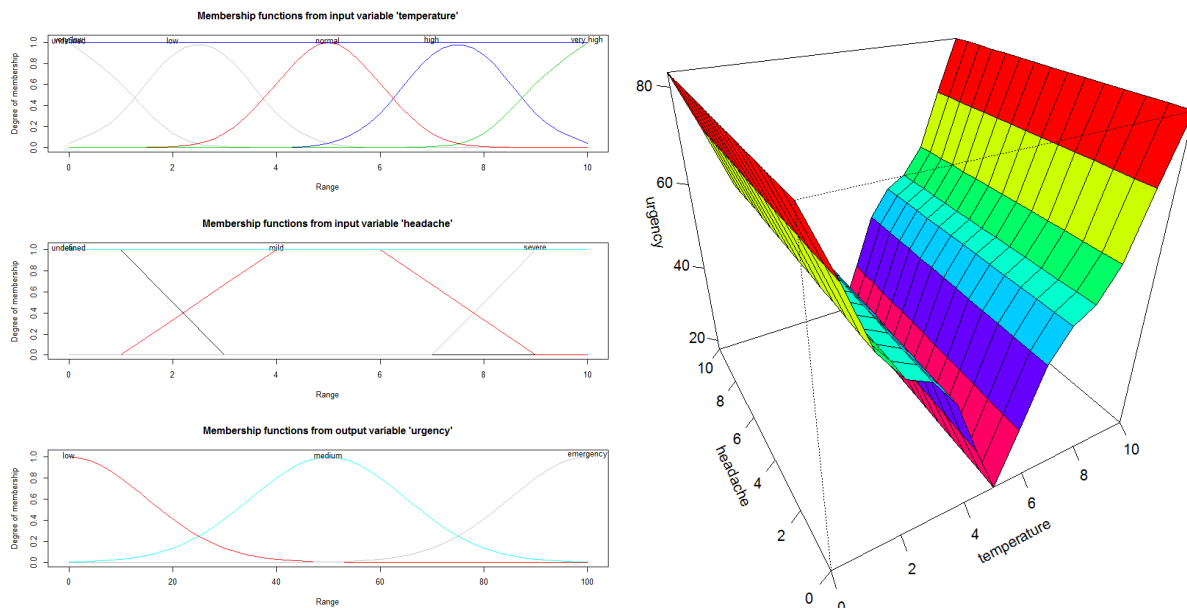 Membership functions from input variable 'temperature'
undefined very_low low normal high very_high
Degree of membership
0.0 0.2 0.4 0.6 0.8 1.0
0 2 4 6 8 10
Range
Membership functions from input variable 'headache'
undefined mild severe
Degree of membership
0.0 0.2 0.4 0.6 0.8 1.0
0 2 4 6 8 10
Range
Membership functions from output variable 'urgency'
low medium emergency
Degree of membership
0.0 0.2 0.4 0.6 0.8 1.0
0 20 40 60 80 100
Range
80
60
urgency
40
20
10
8
6
headache
4
2
0
0
2
4
temperature
6
8
10